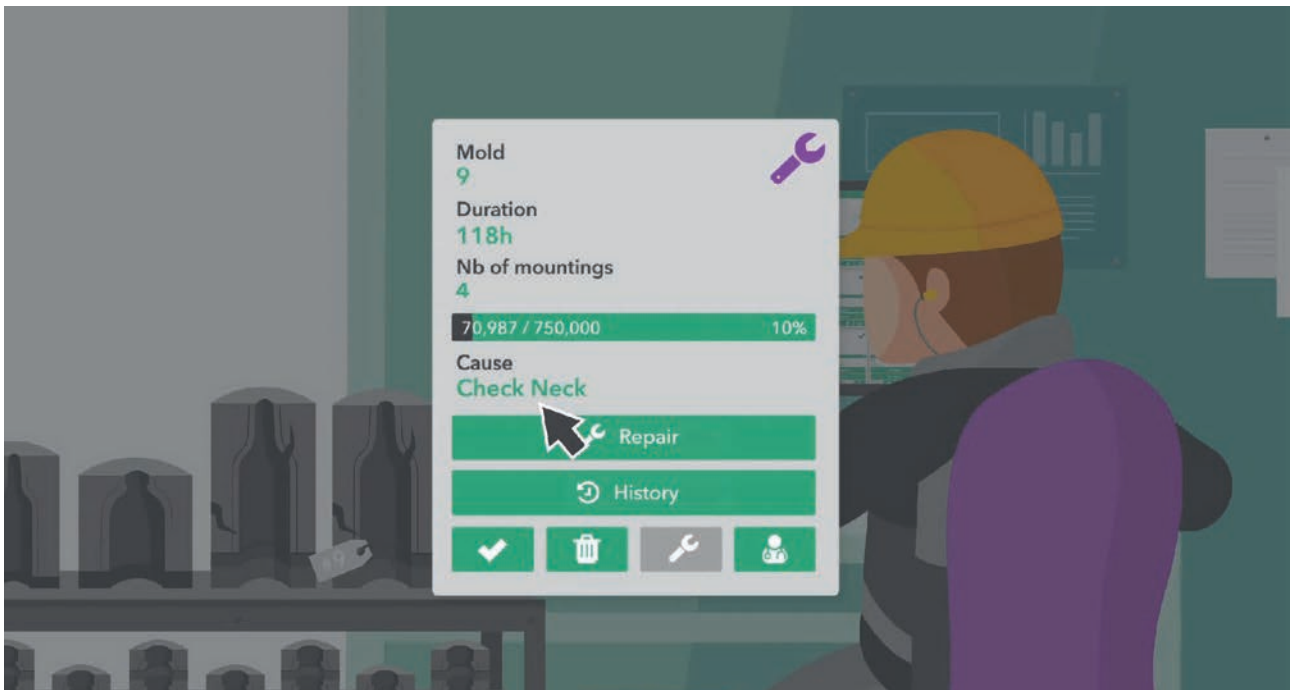 Mold
9
Duration
118h
Nb of mountings
4
70,987 / 750,000 10%
Cause
Check Neck
Repair
History